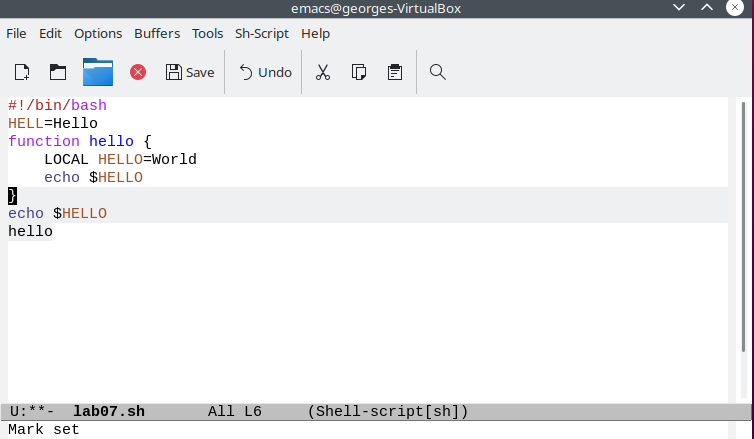 emacs@georges-VirtualBox
File Edit Options Buffers Tools Sh-Script Help
Save Undo
#!/bin/bash
HELL=Hello
function hello {
    LOCAL HELLO=World
    echo $HELLO
}
echo $HELLO
hello
U:**-  lab07.sh       All L6     (Shell-script[sh])
Mark set